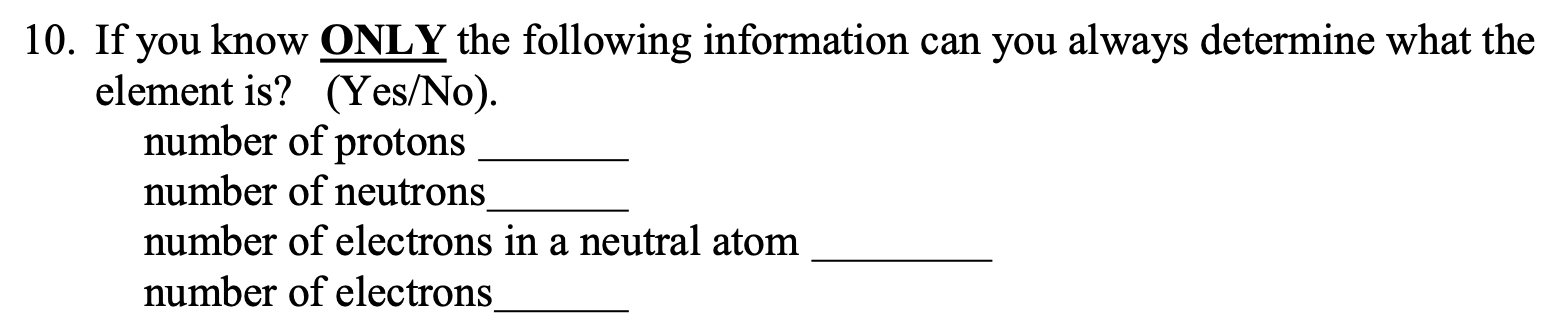 10. If you know ONLY the following information can you always determine what the
element is? (Yes/No).
number of protons _______
number of neutrons_______
number of electrons in a neutral atom ________
number of electrons______